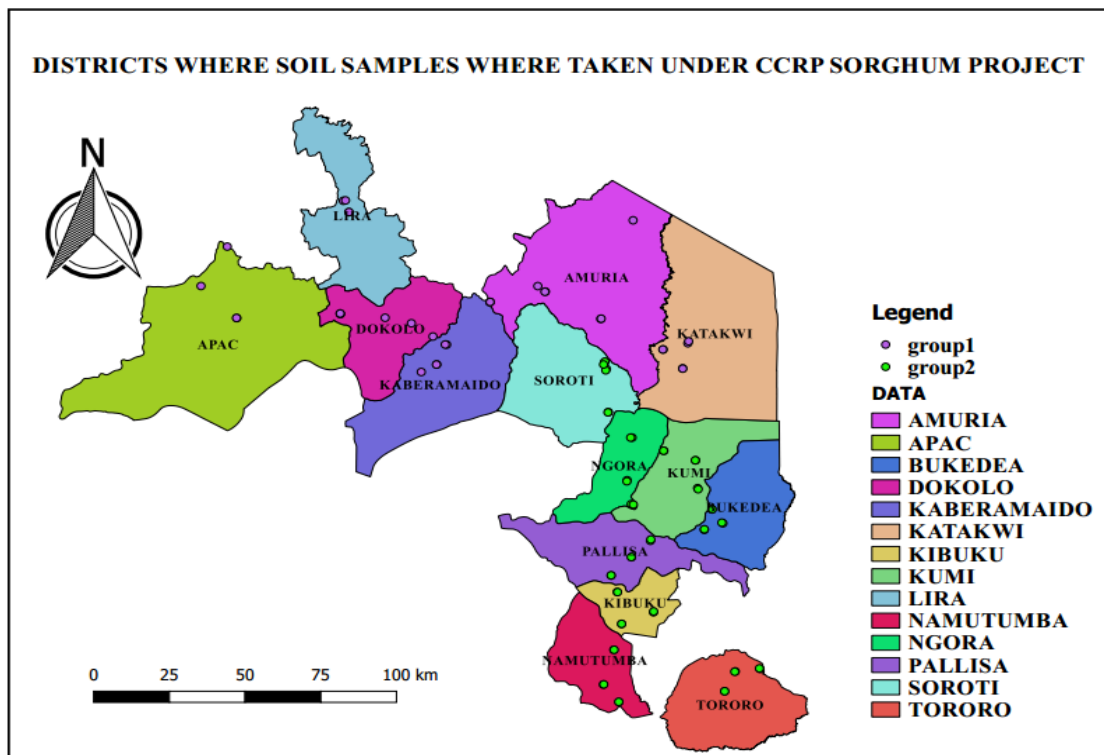 DISTRICTS WHERE SOIL SAMPLES WHERE TAKEN UNDER CCRP SORGHUM PROJECT
N
LIRA
AMURIA
APAC
DOKOLO
KATAKWI
KABERAMAIDO
SOROTI
NGORA
KUMI
BUKEDEA
PALLISA
KIBUKU
NAMUTUMBA
TORORO
0 25 50 75 100 km
Legend
group1
group2
DATA
AMURIA
APAC
BUKEDEA
DOKOLO
KABERAMAIDO
KATAKWI
KIBUKU
KUMI
LIRA
NAMUTUMBA
NGORA
PALLISA
SOROTI
TORORO